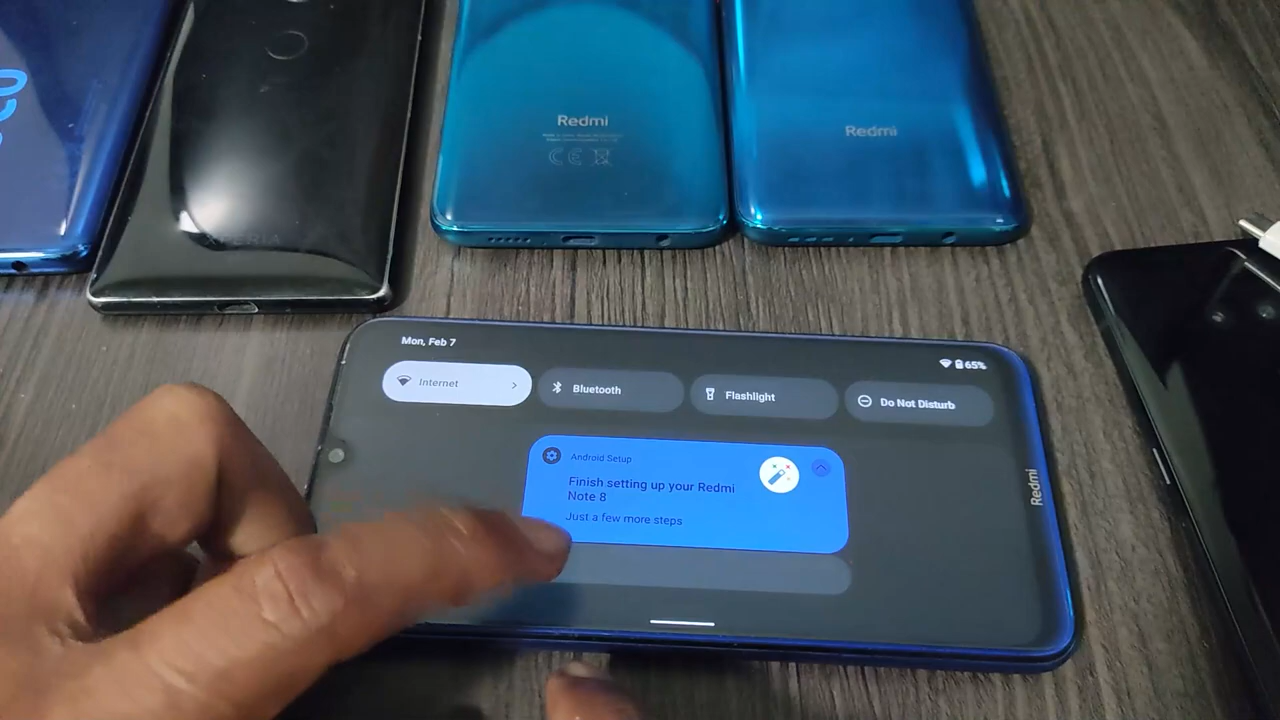 Redmi
Redmi
Mon, Feb 7
65%
Internet
Bluetooth
Flashlight
Do Not Disturb
Android Setup
Finish setting up your Redmi
Note 8
Just a few more steps
Redmi